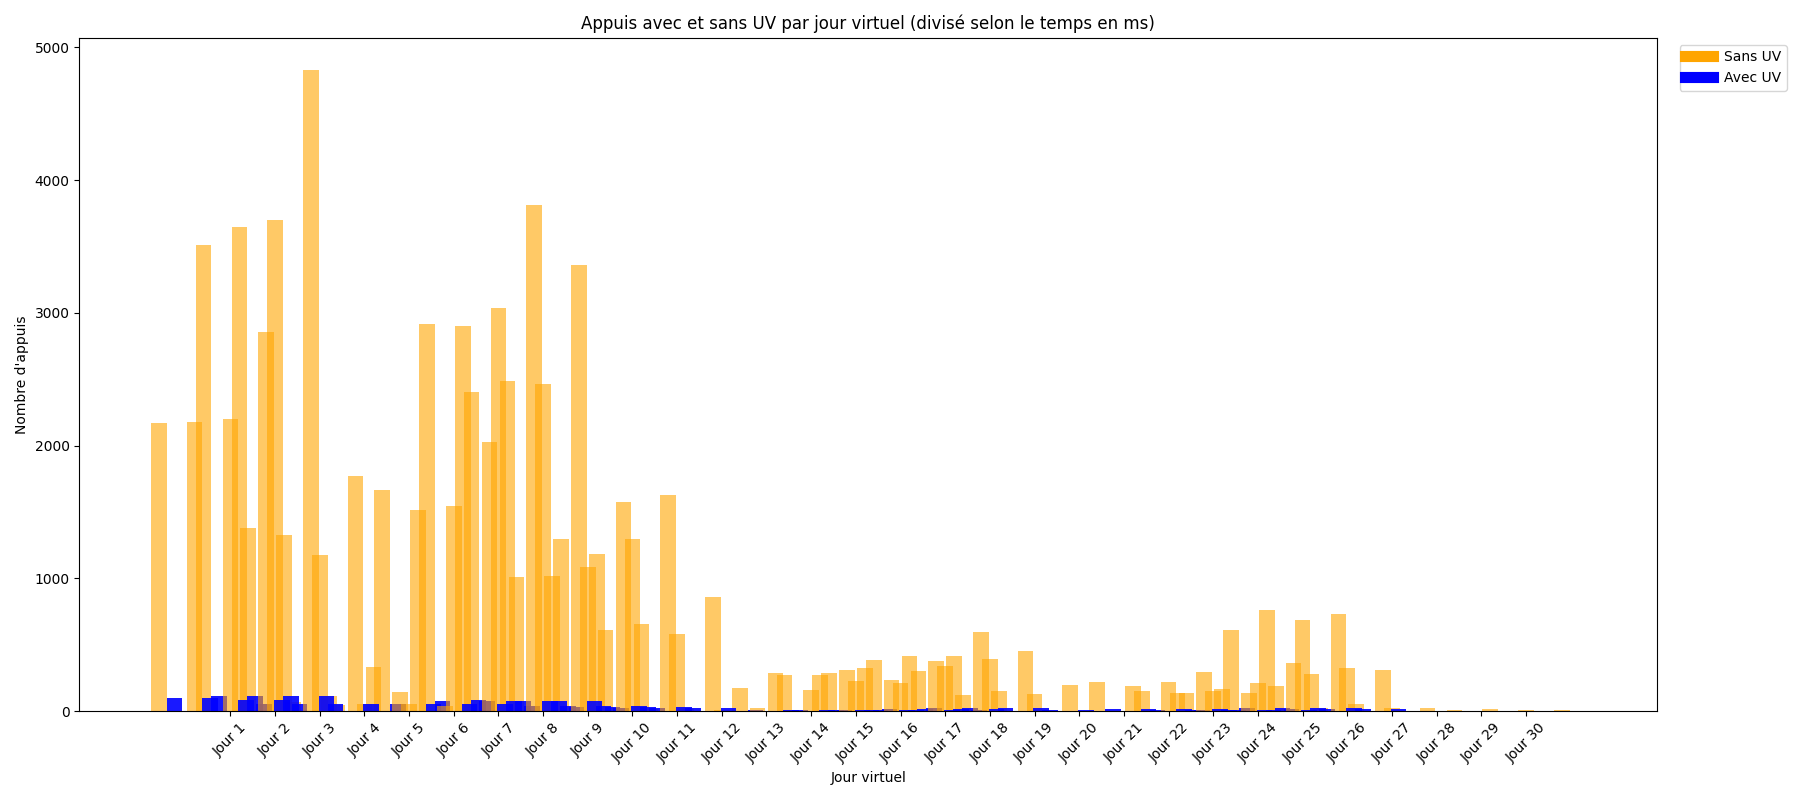 Appuis avec et sans UV par jour virtuel (divisé selon le temps en ms)
Sans UV
Avec UV
Nombre d'appuis
5000
4000
3000
2000
1000
0
Jour 1
Jour 2
Jour 3
Jour 4
Jour 5
Jour 6
Jour 7
Jour 8
Jour 9
Jour 10
Jour 11
Jour 12
Jour 13
Jour 14
Jour 15
Jour 16
Jour 17
Jour 18
Jour 19
Jour 20
Jour 21
Jour 22
Jour 23
Jour 24
Jour 25
Jour 26
Jour 27
Jour 28
Jour 29
Jour 30
Jour virtuel